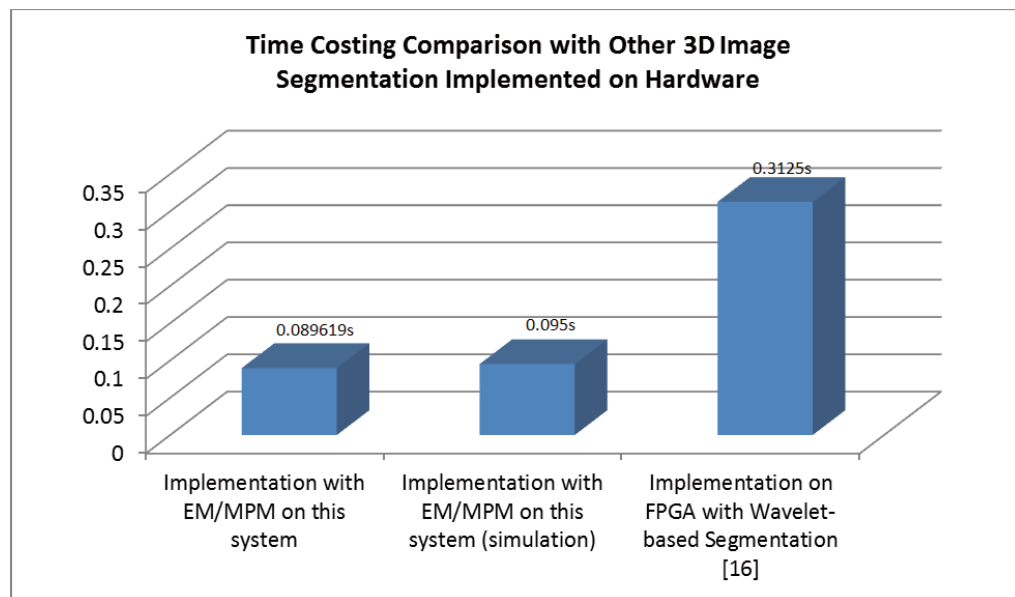 Time Costing Comparison with Other 3D Image
Segmentation Implemented on Hardware
0.35
0.3
0.25
0.2
0.15
0.1
0.05
0
0.089619s
0.095s
0.3125s
Implementation with
EM/MPM on this
system
Implementation with
EM/MPM on this
system (simulation)
Implementation on
FPGA with Wavelet-
based Segmentation
[16]